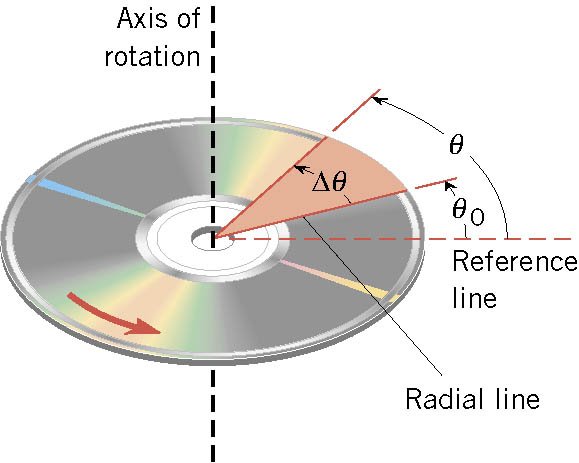 Axis of
rotation
θ
Δθ
θ0
Reference
line
Radial line